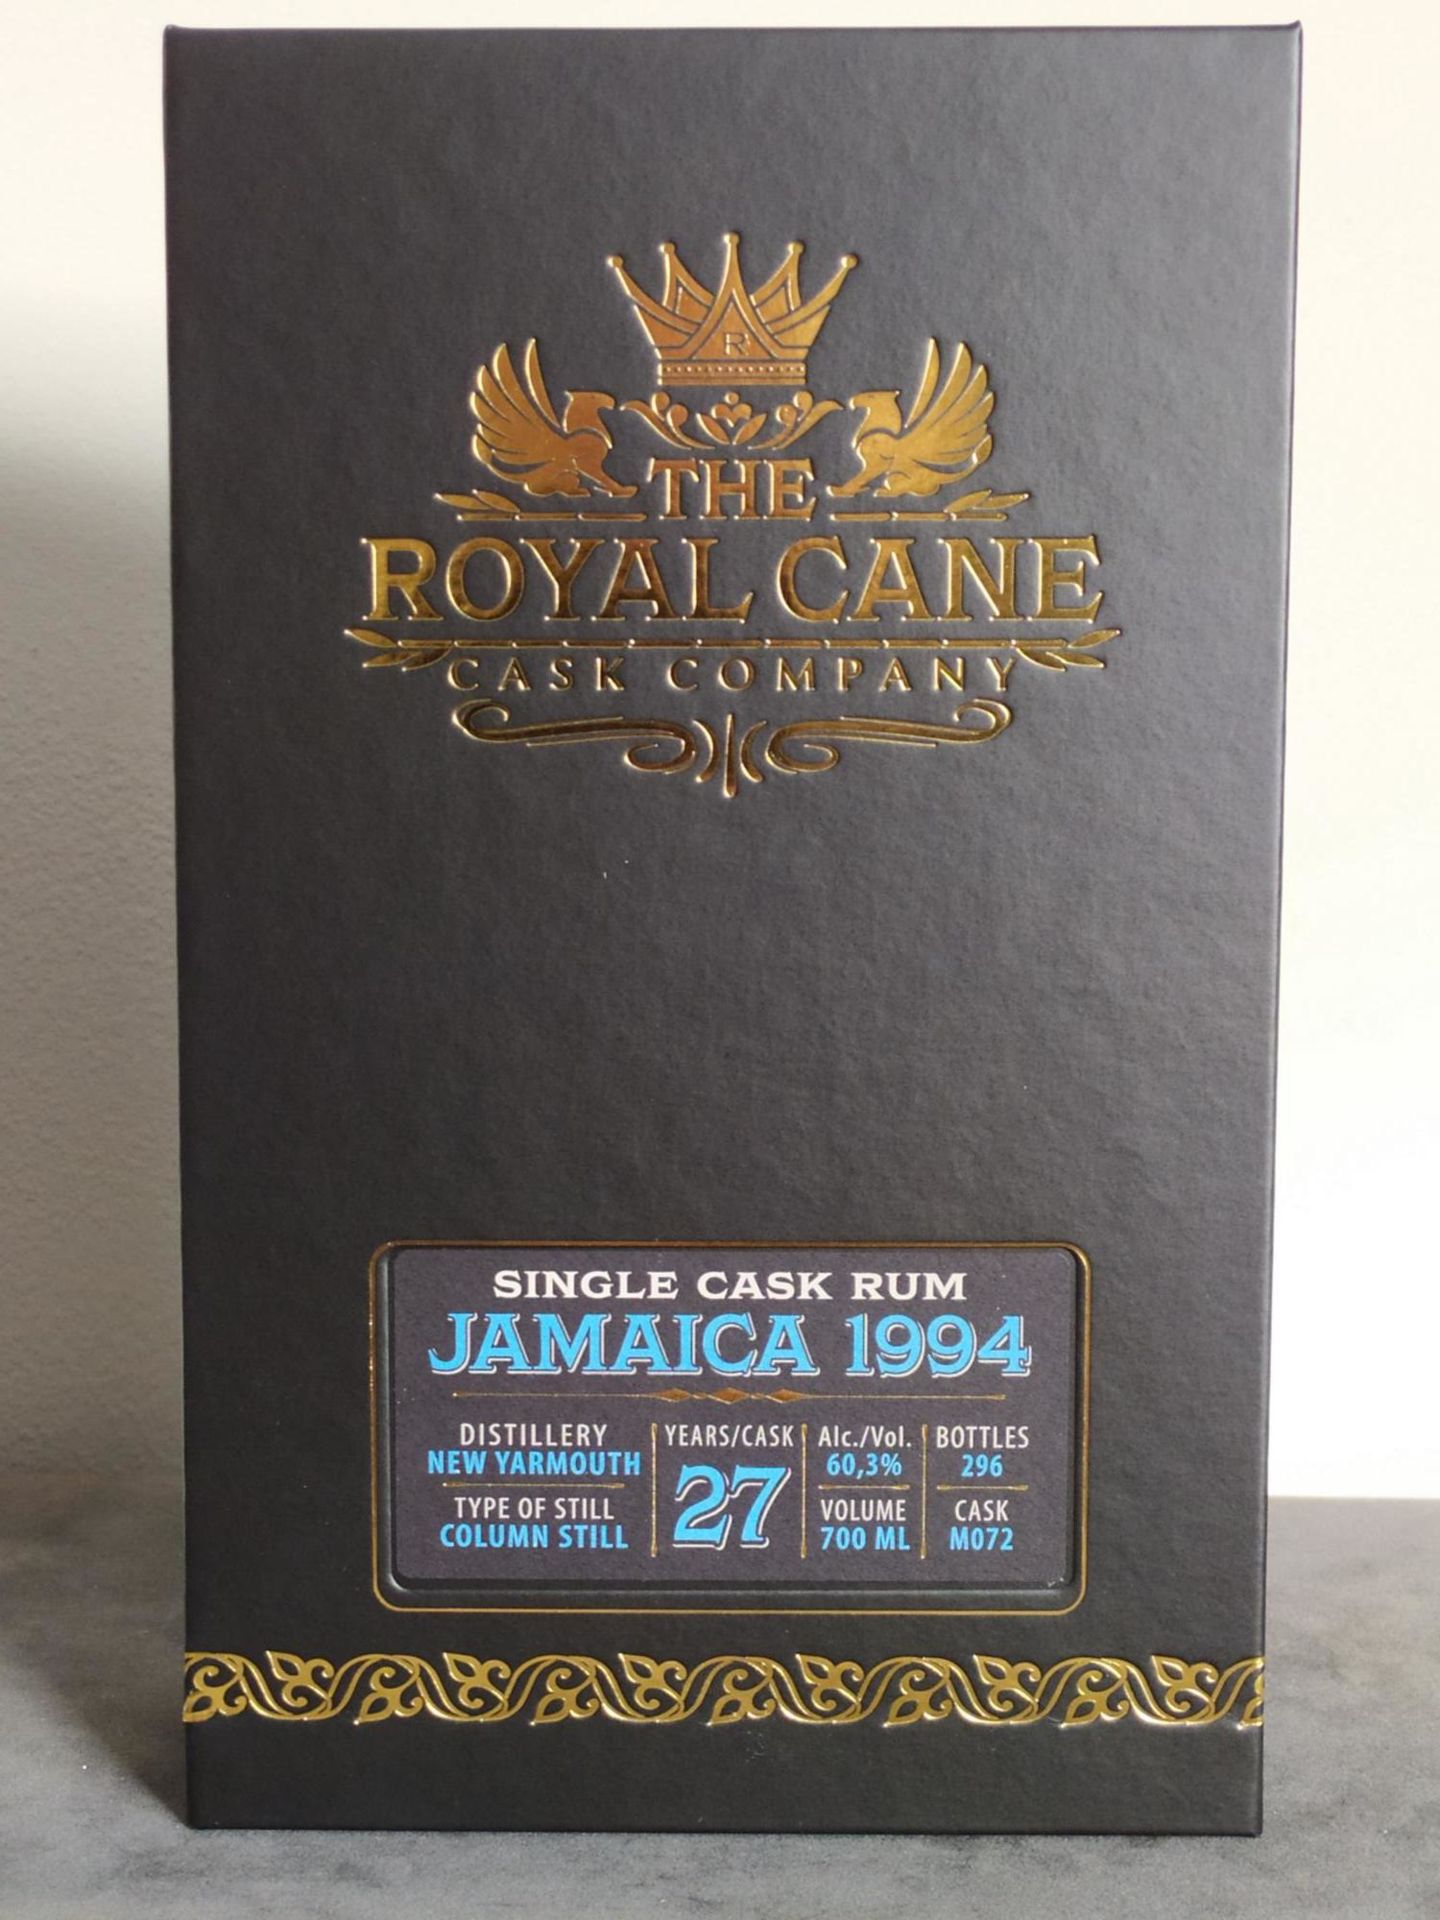 R
THE
ROYAL CANE
CASK COMPANY
SINGLE CASK RUM
JAMAICA 1994
DISTILLERY
NEW YARMOUTH
TYPE OF STILL
COLUMN STILL
YEARS/CASK
27
Alc./Vol.
60,3%
VOLUME
700 ML
BOTTLES
296
CASK
M072